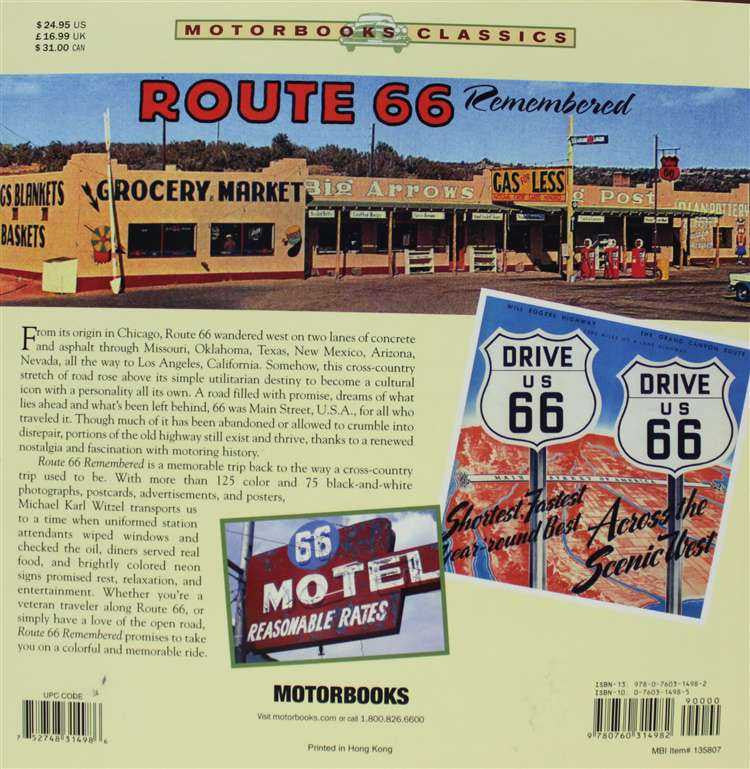 $ 24.95 US
£ 16.99 UK
$ 31.00 CAN
MOTORBOOKS CLASSICS
ROUTE 66 Remembered
GS BLANKETS
BASKETS
GROCERY. MARKET
Big Arrows
GAS FOR LESS
g Post
INDIAN POTTERY
From its origin in Chicago, Route 66 wandered west on two lanes of concrete
and asphalt through Missouri, Oklahoma, Texas, New Mexico, Arizona,
Nevada, all the way to Los Angeles, California. Somehow, this cross-country
stretch of road rose above its simple utilitarian destiny to become a cultural
icon with a personality all its own. A road filled with promise, dreams of what
lies ahead and what's been left behind, 66 was Main Street, U.S.A., for all who
traveled it. Though much of it has been abandoned or allowed to crumble into
disrepair, portions of the old highway still exist and thrive, thanks to a renewed
nostalgia and fascination with motoring history.
Route 66 Remembered is a memorable trip back to the way a cross-country
trip used to be. With more than 125 color and 75 black-and-white
photographs, postcards, advertisements, and posters,
Michael Karl Witzel transports us
to a time when uniformed station
attendants wiped windows and
checked the oil, diners served real
food, and brightly colored neon
signs promised rest, relaxation, and
entertainment. Whether you're a
veteran traveler along Route 66, or
simply have a love of the open road,
Route 66 Remembered promises to take
you on a colorful and memorable ride.
66
MOTEL
REASONABLE RATES
WILL ROGERS HIGHWAY
THE GRAND CANYON ROUTE
DRIVE
US
66
DRIVE
US
66
MAIN STREET OF AMERICA
Shortest, Fastest
Year-round Best
Across the
Scenic West
UPC CODE
7 52748 31498 6
MOTORBOOKS
Visit motorbooks.com or call 1.800.826.6600
Printed in Hong Kong
ISBN-13: 978-0-7603-1498-2
ISBN-10: 0-7603-1498-5
90000
9 780760 314982
MBI Item# 135807